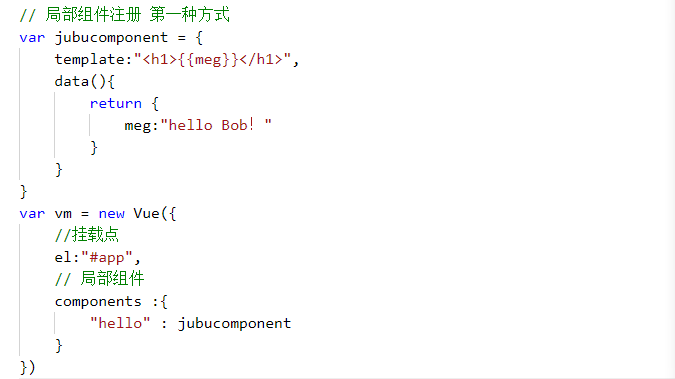 // 局部组件注册 第一种方式
var jubucomponent = {
    template:"<h1>{{meg}}</h1>",
    data(){
        return {
            meg:"hello Bob！"
        }
    }
}
var vm = new Vue({
    //挂载点
    el:"#app",
    // 局部组件
    components :{
        "hello" : jubucomponent
    }
})